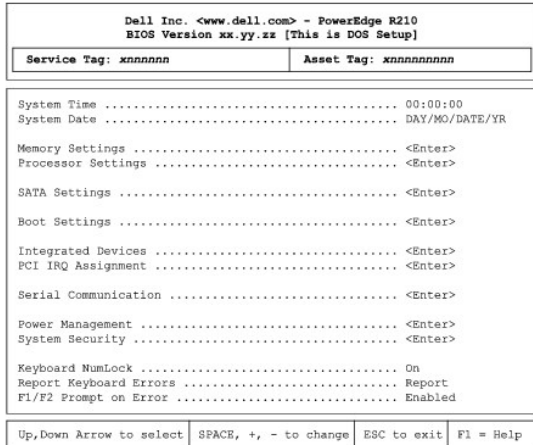 Dell Inc. <www.dell.com> - PowerEdge R210
BIOS Version xx.yy.zz [This is DOS Setup]
Service Tag: xnnnnnn Asset Tag: xnnnnnnnnn
System Time ......................................... 00:00:00
System Date ......................................... DAY/MO/DATE/YR
Memory Settings ..................................... <Enter>
Processor Settings .................................. <Enter>
SATA Settings ....................................... <Enter>
Boot Settings ....................................... <Enter>
Integrated Devices .................................. <Enter>
PCI IRQ Assignment .................................. <Enter>
Serial Communication ................................ <Enter>
Power Management .................................... <Enter>
System Security ..................................... <Enter>
Keyboard NumLock .................................... On
Report Keyboard Errors .............................. Report
F1/F2 Prompt on Error ............................... Enabled
Up,Down Arrow to select SPACE, +, - to change ESC to exit F1 = Help